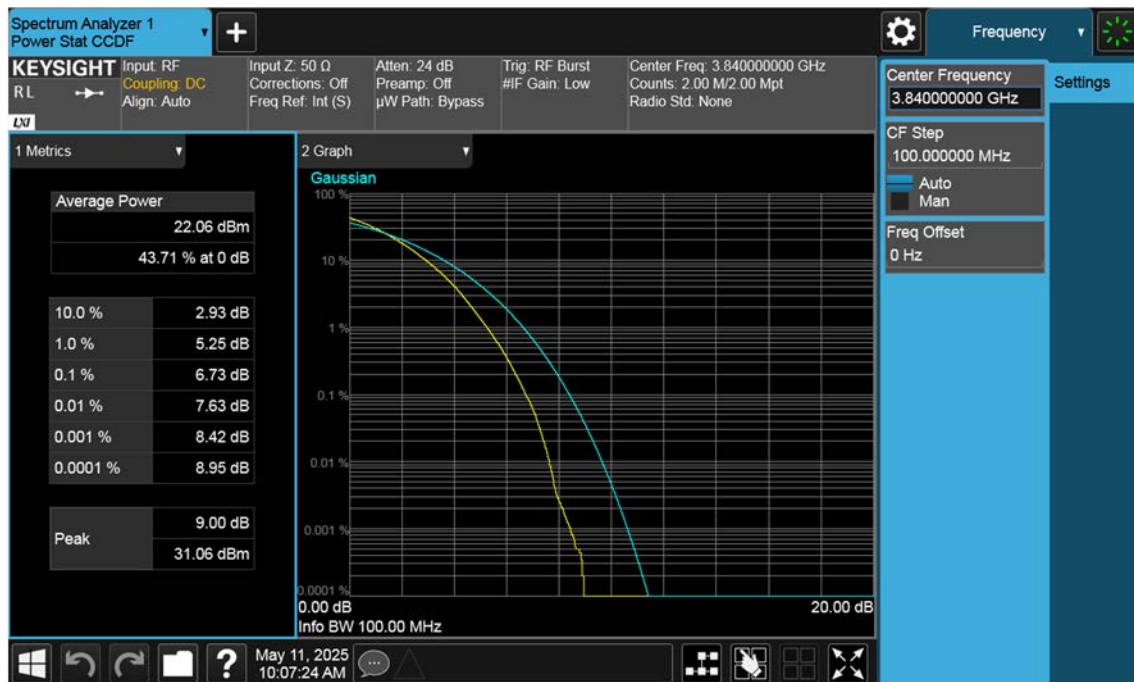 Spectrum Analyzer 1
Power Stat CCDF
Frequency
KEYSIGHT
R L
LXI
Input: RF
Coupling: DC
Align: Auto
Input Z: 50 Ω
Corrections: Off
Freq Ref: Int (S)
Atten: 24 dB
Preamp: Off
µW Path: Bypass
Trig: RF Burst
#IF Gain: Low
Center Freq: 3.840000000 GHz
Counts: 2.00 M/2.00 Mpt
Radio Std: None
Center Frequency
3.840000000 GHz
Settings
CF Step
100.000000 MHz
Auto
Man
Freq Offset
0 Hz
1 Metrics
Average Power
22.06 dBm
43.71 % at 0 dB
10.0 % 2.93 dB
1.0 % 5.25 dB
0.1 % 6.73 dB
0.01 % 7.63 dB
0.001 % 8.42 dB
0.0001 % 8.95 dB
Peak
9.00 dB
31.06 dBm
2 Graph
Gaussian
100 %
10 %
1 %
0.1 %
0.01 %
0.001 %
0.0001 %
0.00 dB
20.00 dB
Info BW 100.00 MHz
?
May 11, 2025
10:07:24 AM